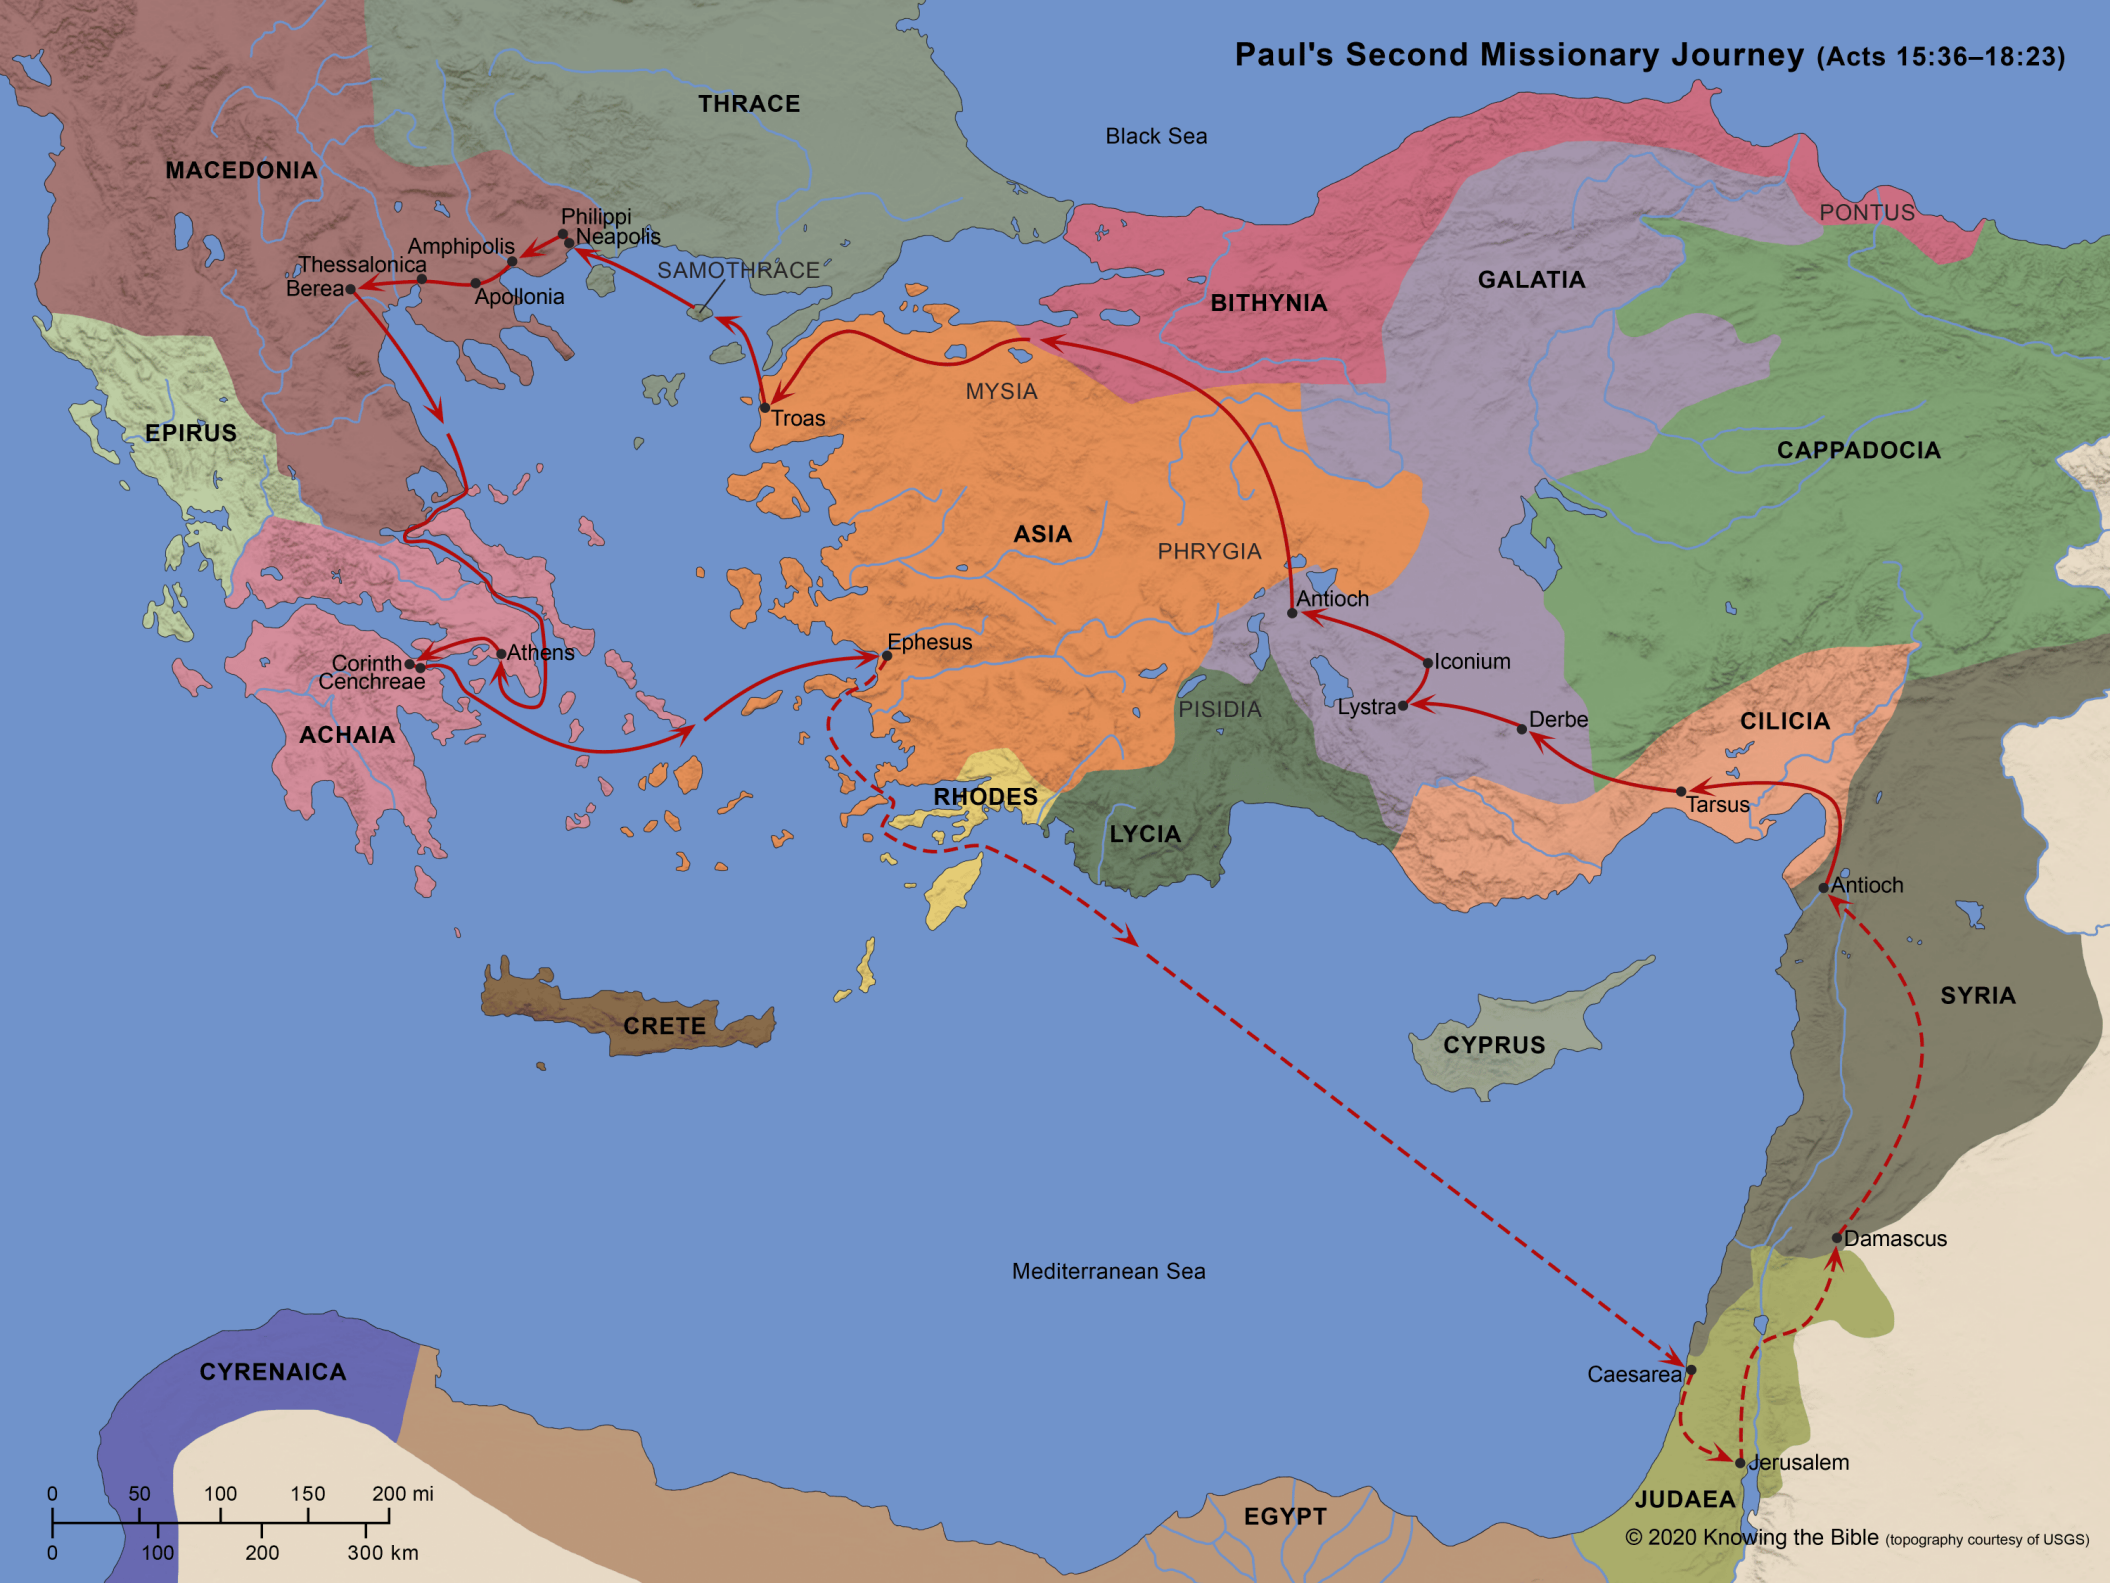 Paul's Second Missionary Journey (Acts 15:36–18:23)
THRACE
Black Sea
MACEDONIA
PONTUS
Philippi
Neapolis
Amphipolis
Thessalonica
SAMOTHRACE
GALATIA
Berea
Apollonia
BITHYNIA
MYSIA
Troas
EPIRUS
CAPPADOCIA
ASIA
PHRYGIA
Antioch
Ephesus
Athens
Corinth
Cenchreae
Iconium
Lystra
PISIDIA
Derbe
CILICIA
ACHAIA
RHODES
Tarsus
LYCIA
Antioch
SYRIA
CRETE
CYPRUS
Damascus
Mediterranean Sea
CYRENAICA
Caesarea
Jerusalem
JUDAEA
EGYPT
0 50 100 150 200 mi
0 100 200 300 km
© 2020 Knowing the Bible (topography courtesy of USGS)